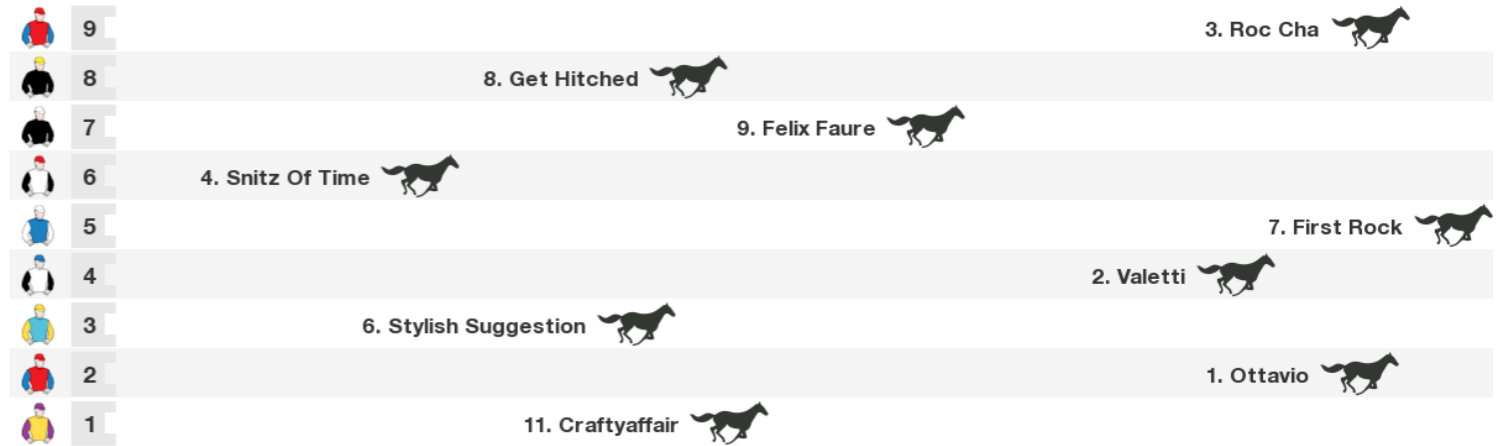 9 3. Roc Cha
8 8. Get Hitched
7 9. Felix Faure
6 4. Snitz Of Time
5 7. First Rock
4 2. Valetti
3 6. Stylish Suggestion
2 1. Ottavio
1 11. Craftyaffair